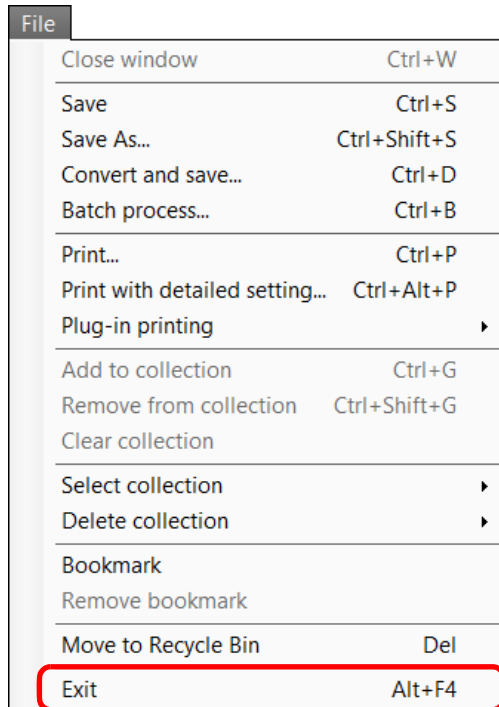 File
Close window Ctrl+W
Save Ctrl+S
Save As... Ctrl+Shift+S
Convert and save... Ctrl+D
Batch process... Ctrl+B
Print... Ctrl+P
Print with detailed setting... Ctrl+Alt+P
Plug-in printing
Add to collection Ctrl+G
Remove from collection Ctrl+Shift+G
Clear collection
Select collection
Delete collection
Bookmark
Remove bookmark
Move to Recycle Bin Del
Exit Alt+F4